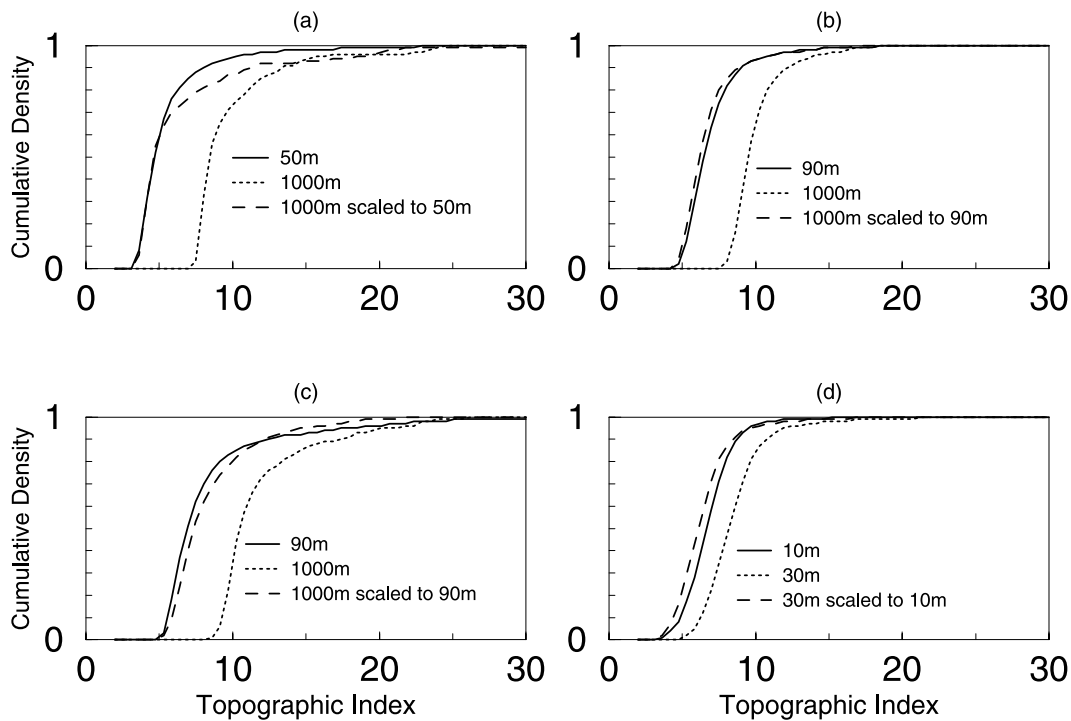 (a)
1
0
Cumulative Density
50m
1000m
1000m scaled to 50m
0 10 20 30
(b)
1
0
90m
1000m
1000m scaled to 90m
0 10 20 30
(c)
1
0
Cumulative Density
90m
1000m
1000m scaled to 90m
0 10 20 30
Topographic Index
(d)
1
0
10m
30m
30m scaled to 10m
0 10 20 30
Topographic Index